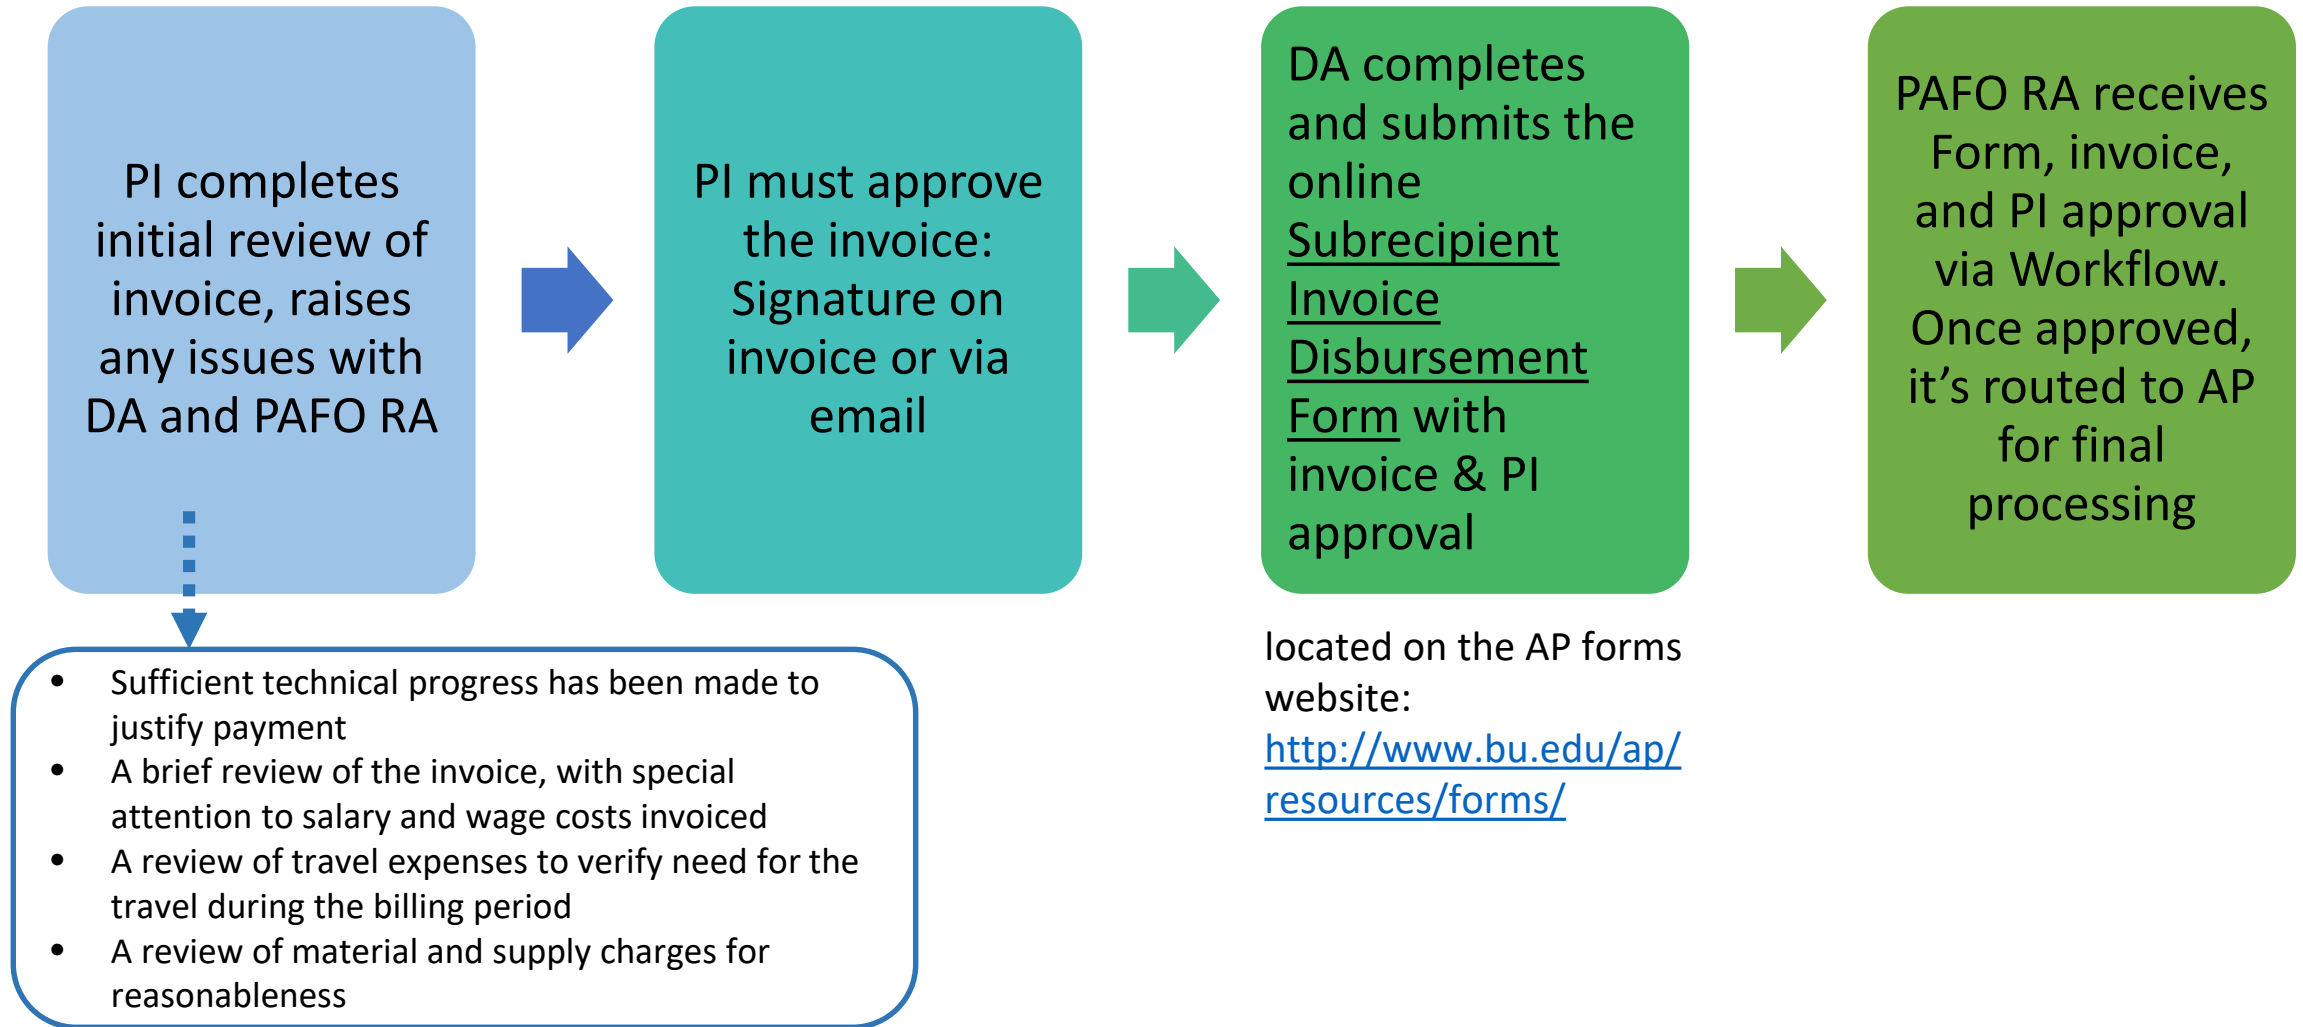 PI completes
initial review of
invoice, raises
any issues with
DA and PAFO RA
PI must approve
the invoice:
Signature on
invoice or via
email
DA completes
and submits the
online
Subrecipient
Invoice
Disbursement
Form with
invoice & PI
approval
PAFO RA receives
Form, invoice,
and PI approval
via Workflow.
Once approved,
it’s routed to AP
for final
processing
• Sufficient technical progress has been made to
justify payment
• A brief review of the invoice, with special
attention to salary and wage costs invoiced
• A review of travel expenses to verify need for the
travel during the billing period
• A review of material and supply charges for
reasonableness
located on the AP forms
website:
http://www.bu.edu/ap/
resources/forms/